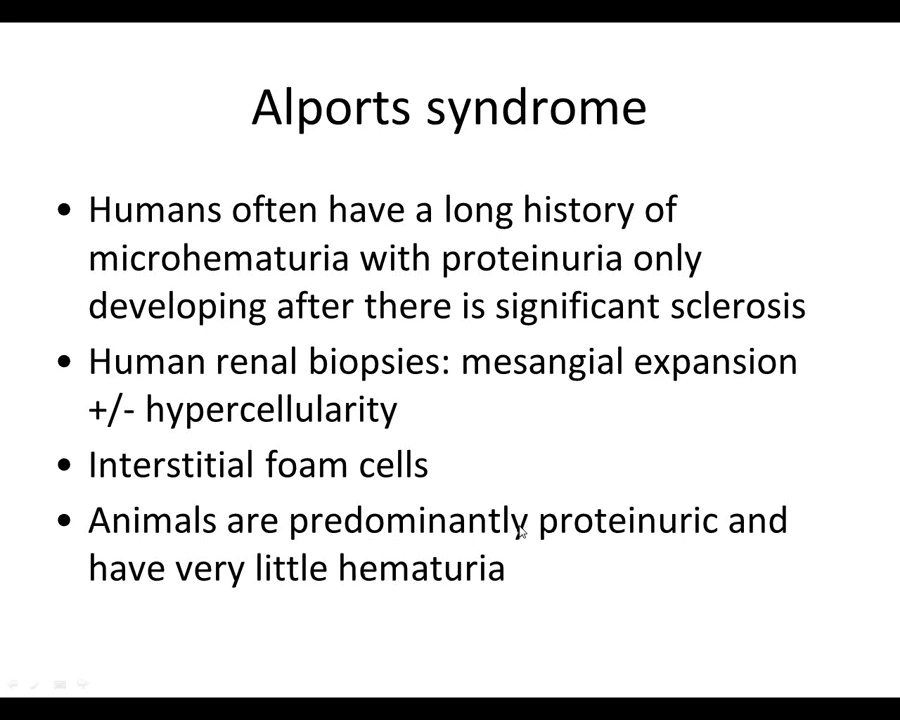 Alports syndrome
• Humans often have a long history of
microhematuria with proteinuria only
developing after there is significant sclerosis
• Human renal biopsies: mesangial expansion
+/- hypercellularity
• Interstitial foam cells
• Animals are predominantly proteinuric and
have very little hematuria